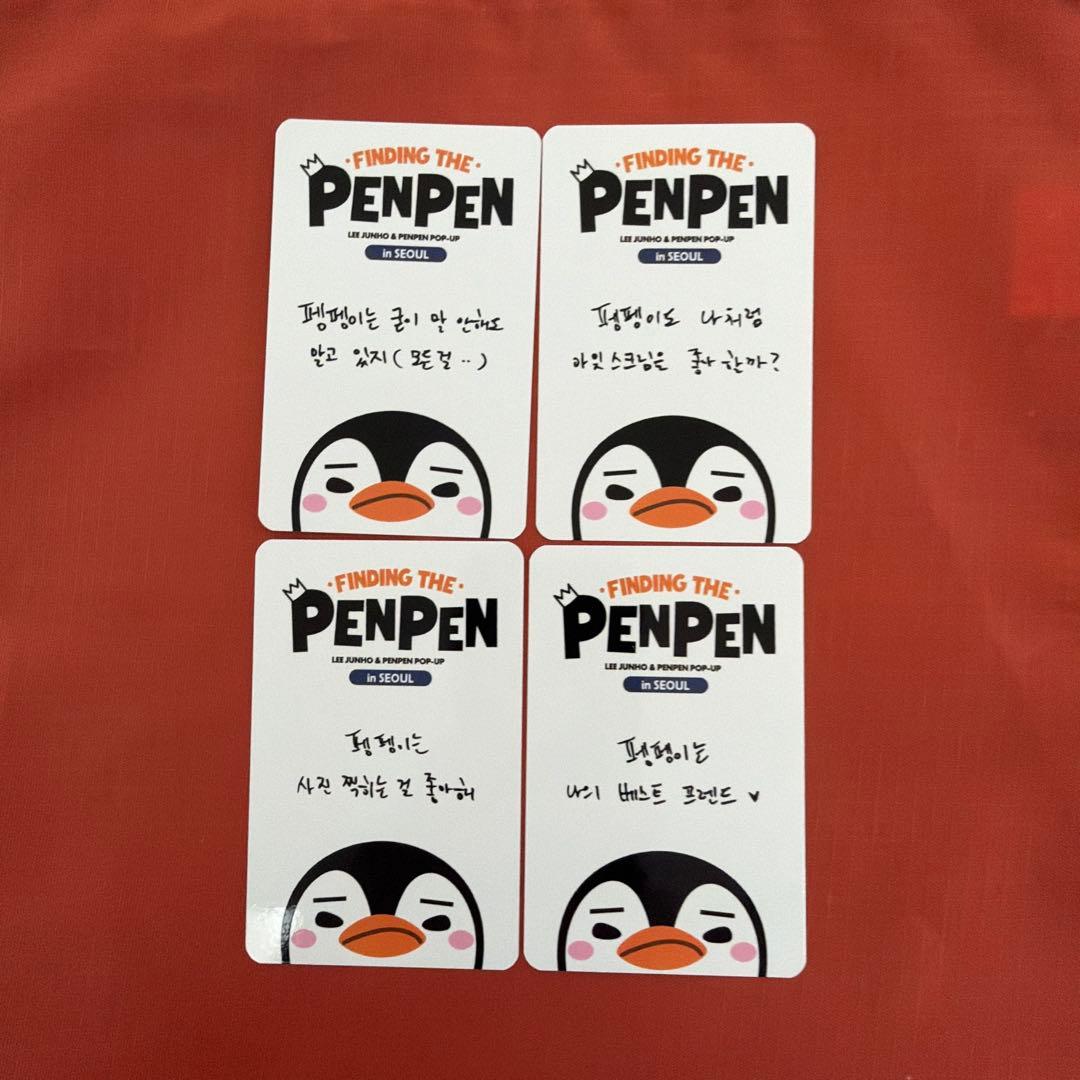 ·FINDING THE·
PENPEN
LEE JUNHO & PENPEN POP-UP
in SEOUL
펭펭이는 굳이 말 안해도
알고 있지 (모든걸 ··)
·FINDING THE·
PENPEN
LEE JUNHO & PENPEN POP-UP
in SEOUL
펭펭이도 나처럼
아잇스크림을 좋아할까?
·FINDING THE·
PENPEN
LEE JUNHO & PENPEN POP-UP
in SEOUL
펭펭이는
사진 찍히는 걸 좋아해
·FINDING THE·
PENPEN
LEE JUNHO & PENPEN POP-UP
in SEOUL
펭펭이는
나의 베스트 프렌드 ♥